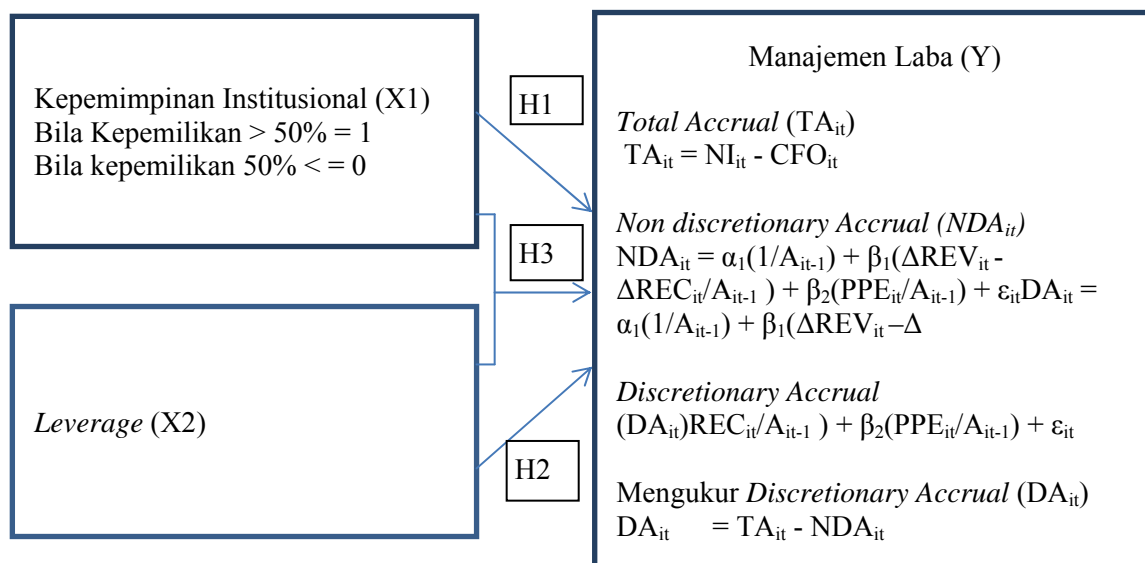 Kepemimpinan Institusional (X1)
Bila Kepemilikan > 50% = 1
Bila kepemilikan 50% < = 0
Leverage (X2)
H1
H3
H2
Manajemen Laba (Y)
Total Accrual (TAit)
TAit = NIit - CFOit
Non discretionary Accrual (NDAit)
NDAit = α1(1/Ait-1) + β1(ΔREVit -
ΔRECit/Ait-1 ) + β2(PPEit/Ait-1) + εitDAit =
α1(1/Ait-1) + β1(ΔREVit –Δ
Discretionary Accrual
(DAit)RECit/Ait-1 ) + β2(PPEit/Ait-1) + εit
Mengukur Discretionary Accrual (DAit)
DAit = TAit - NDAit